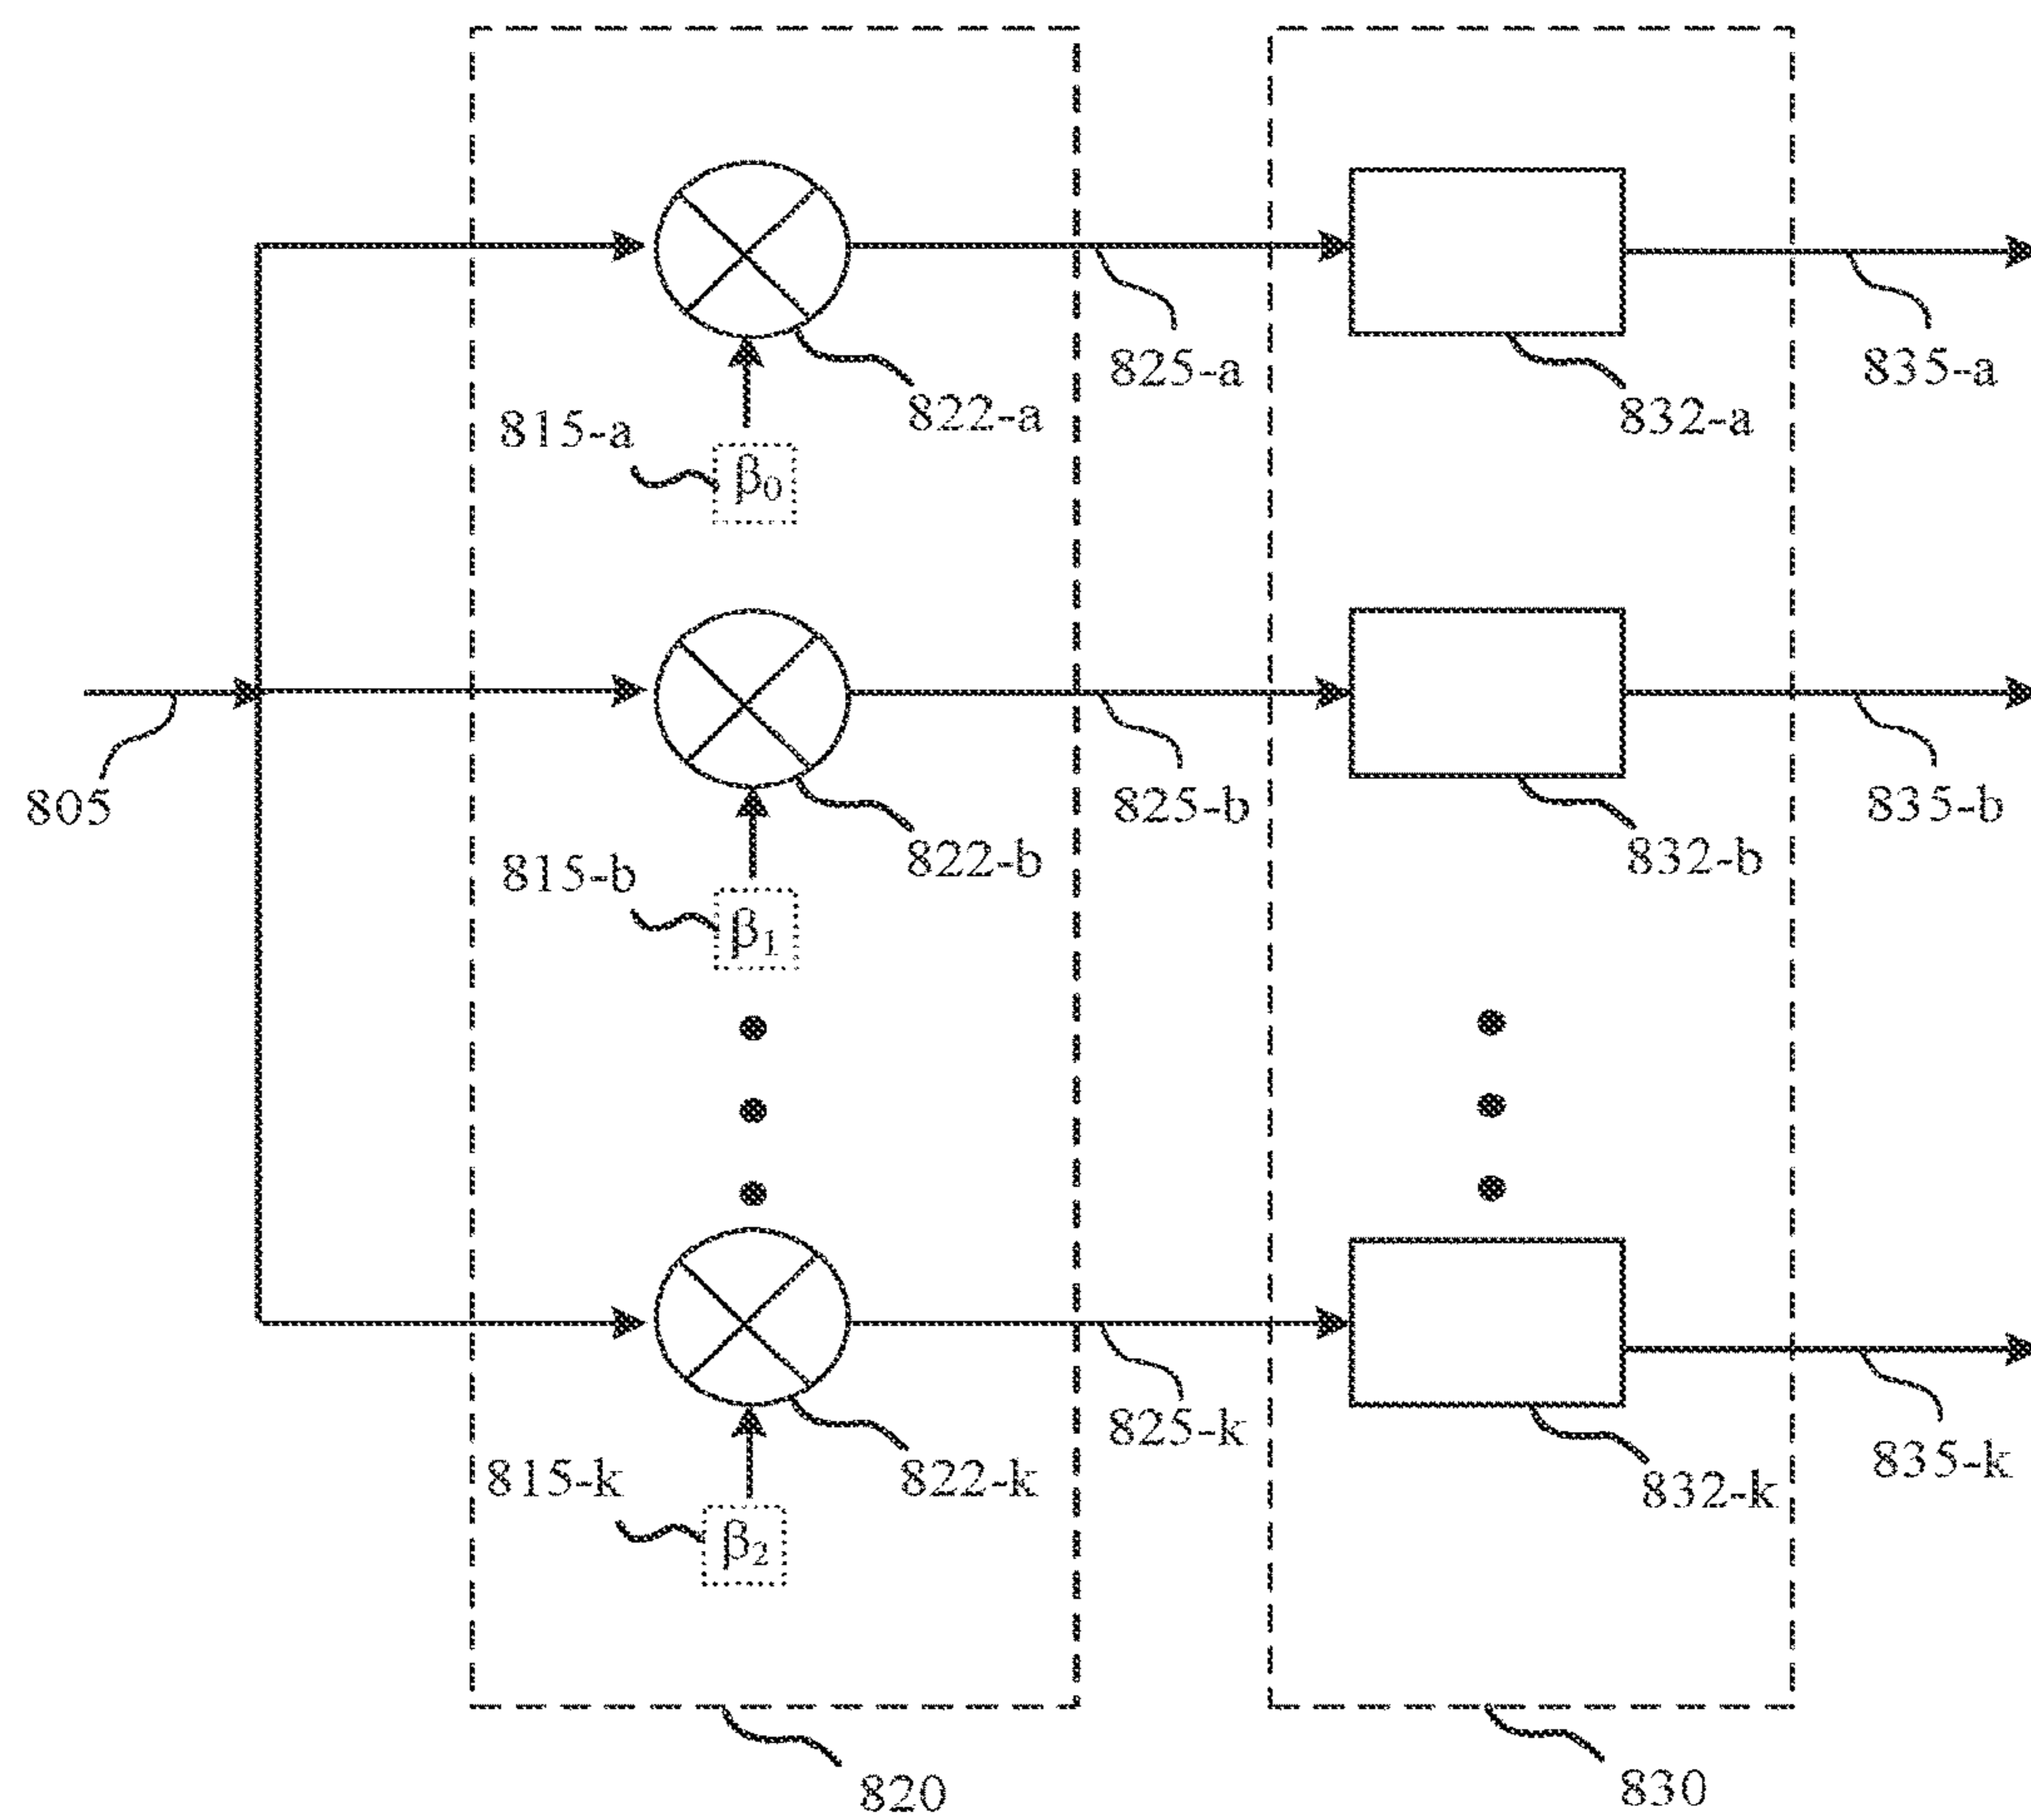 825-a
835-a
822-a
832-a
815-a
β₀
805
825-b
835-b
822-b
832-b
815-b
β₁
825-k
835-k
822-k
832-k
815-k
β₂
820
830